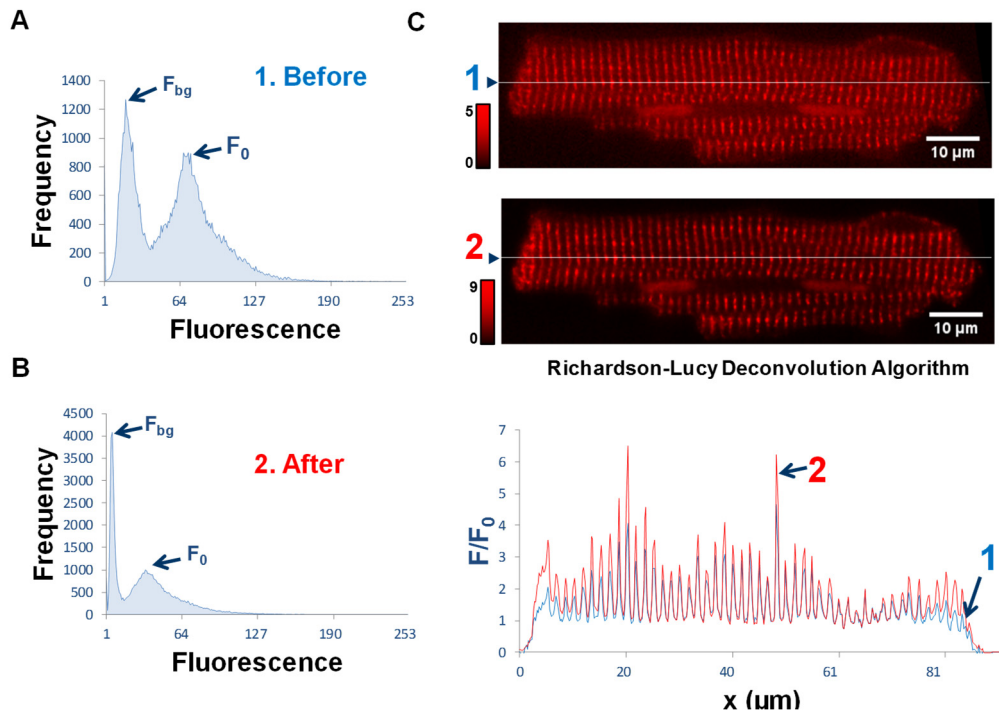 A
1. Before
Frequency
1400
1200
1000
800
600
400
200
0
Fbg
F0
1 64 127 190 253
Fluorescence
B
2. After
Frequency
4500
4000
3500
3000
2500
2000
1500
1000
500
0
Fbg
F0
1 64 127 190 253
Fluorescence
C
1
5
0
10 µm
2
9
0
10 µm
Richardson-Lucy Deconvolution Algorithm
F/F0
7
6
5
4
3
2
1
0
2
1
0 20 40 61 81
x (µm)